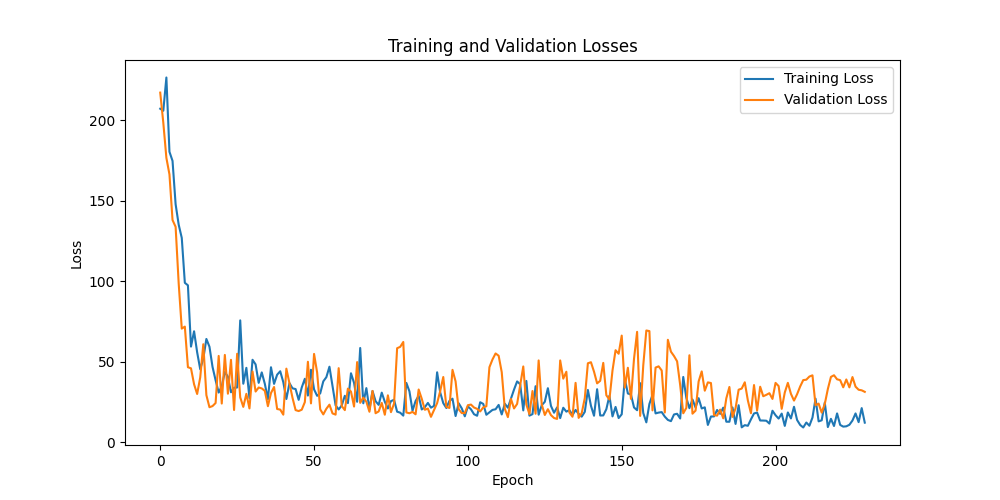 Training and Validation Losses
Training Loss
Validation Loss
Loss
200
150
100
50
0
0 50 100 150 200
Epoch